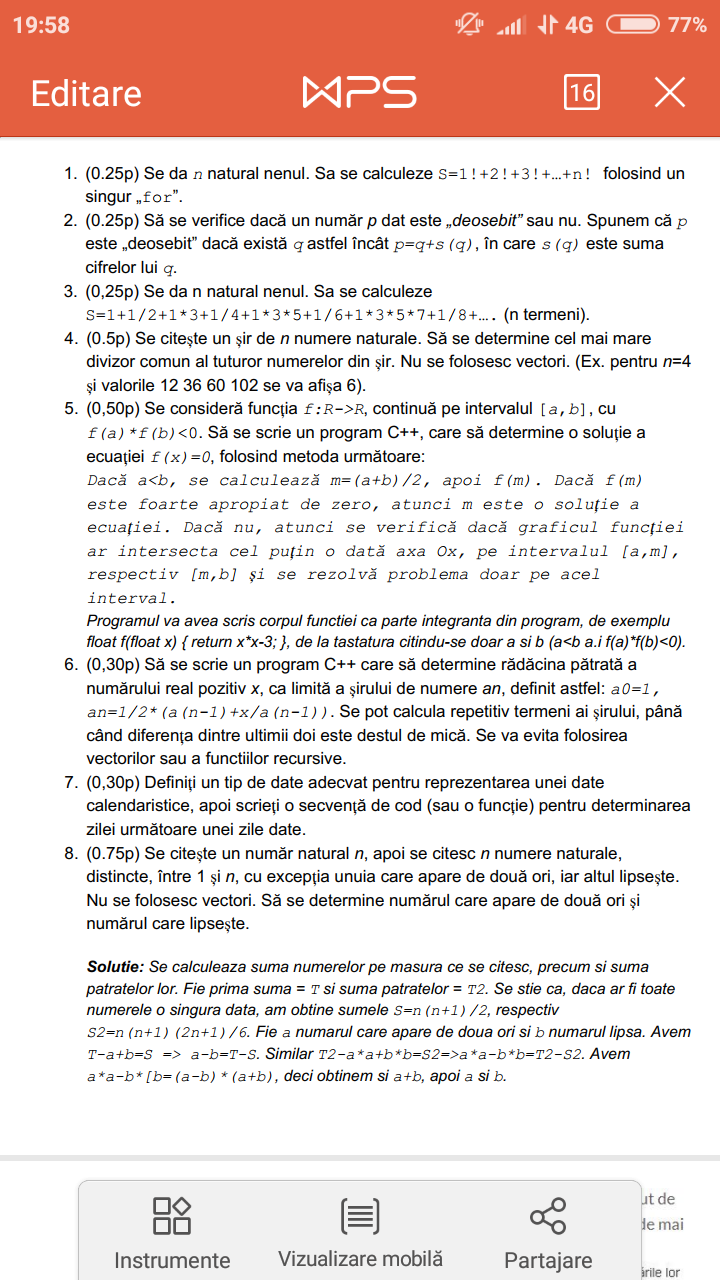 19:58 4G 77%
Editare WPS 16
1. (0.25p) Se da n natural nenul. Sa se calculeze S=1!+2!+3!+…+n! folosind un
singur „for”.
2. (0.25p) Să se verifice dacă un număr p dat este „deosebit” sau nu. Spunem că p
este „deosebit” dacă există q astfel încât p=q+s(q), în care s(q) este suma
cifrelor lui q.
3. (0,25p) Se da n natural nenul. Sa se calculeze
S=1+1/2+1*3+1/4+1*3*5+1/6+1*3*5*7+1/8+…. (n termeni).
4. (0.5p) Se citește un șir de n numere naturale. Să se determine cel mai mare
divizor comun al tuturor numerelor din șir. Nu se folosesc vectori. (Ex. pentru n=4
și valorile 12 36 60 102 se va afișa 6).
5. (0,50p) Se consideră funcția f:R->R, continuă pe intervalul [a,b], cu
f(a)*f(b)<0. Să se scrie un program C++, care să determine o soluție a
ecuației f(x)=0, folosind metoda următoare:
Dacă a<b, se calculează m=(a+b)/2, apoi f(m). Dacă f(m)
este foarte apropiat de zero, atunci m este o soluție a
ecuației. Dacă nu, atunci se verifică dacă graficul funcției
ar intersecta cel puțin o dată axa Ox, pe intervalul [a,m],
respectiv [m,b] și se rezolvă problema doar pe acel
interval.
Programul va avea scris corpul functiei ca parte integranta din program, de exemplu
float f(float x) { return x*x-3; }, de la tastatura citindu-se doar a si b (a<b a.i f(a)*f(b)<0).
6. (0,30p) Să se scrie un program C++ care să determine rădăcina pătrată a
numărului real pozitiv x, ca limită a șirului de numere an, definit astfel: a0=1,
an=1/2*(a(n-1)+x/a(n-1)). Se pot calcula repetitiv termeni ai șirului, până
când diferența dintre ultimii doi este destul de mică. Se va evita folosirea
vectorilor sau a functiilor recursive.
7. (0,30p) Definiți un tip de date adecvat pentru reprezentarea unei date
calendaristice, apoi scrieți o secvență de cod (sau o funcție) pentru determinarea
zilei următoare unei zile date.
8. (0.75p) Se citește un număr natural n, apoi se citesc n numere naturale,
distincte, între 1 și n, cu excepția unuia care apare de două ori, iar altul lipsește.
Nu se folosesc vectori. Să se determine numărul care apare de două ori și
numărul care lipsește.
Solutie: Se calculeaza suma numerelor pe masura ce se citesc, precum si suma
patratelor lor. Fie prima suma = T si suma patratelor = T2. Se stie ca, daca ar fi toate
numerele o singura data, am obtine sumele S=n(n+1)/2, respectiv
S2=n(n+1)(2n+1)/6. Fie a numarul care apare de doua ori si b numarul lipsa. Avem
T-a+b=S => a-b=T-S. Similar T2-a*a+b*b=S2=>a*a-b*b=T2-S2. Avem
a*a-b*[b=(a-b)*(a+b), deci obtinem si a+b, apoi a si b.
ut de
de mai
ările lor
Instrumente Vizualizare mobilă Partajare